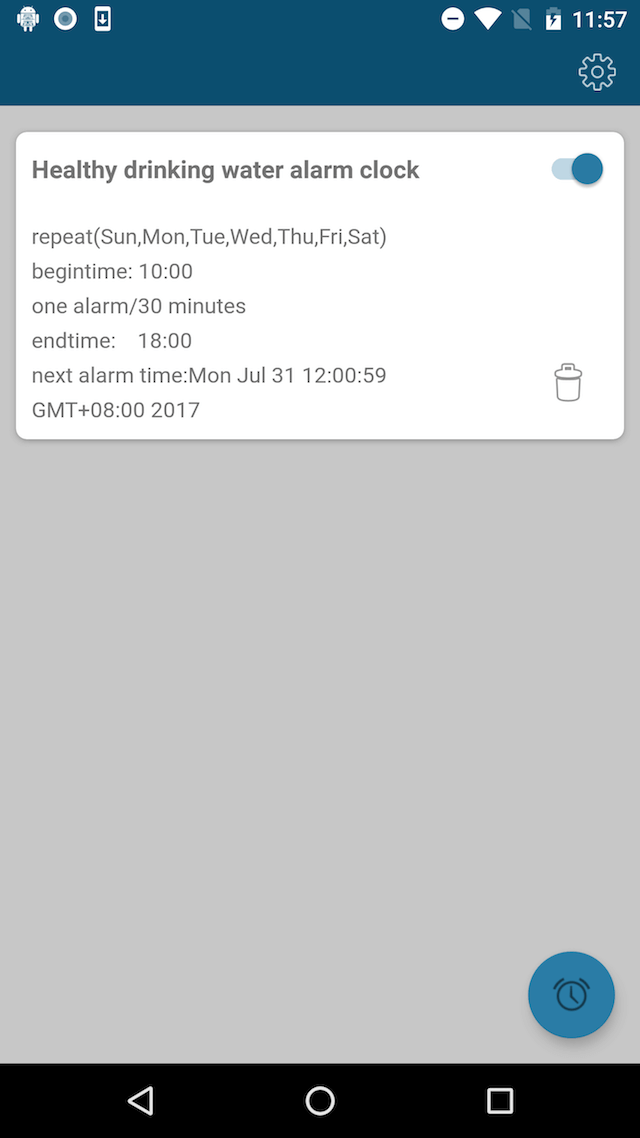 11:57
Healthy drinking water alarm clock
repeat(Sun,Mon,Tue,Wed,Thu,Fri,Sat)
begintime: 10:00
one alarm/30 minutes
endtime: 18:00
next alarm time:Mon Jul 31 12:00:59
GMT+08:00 2017